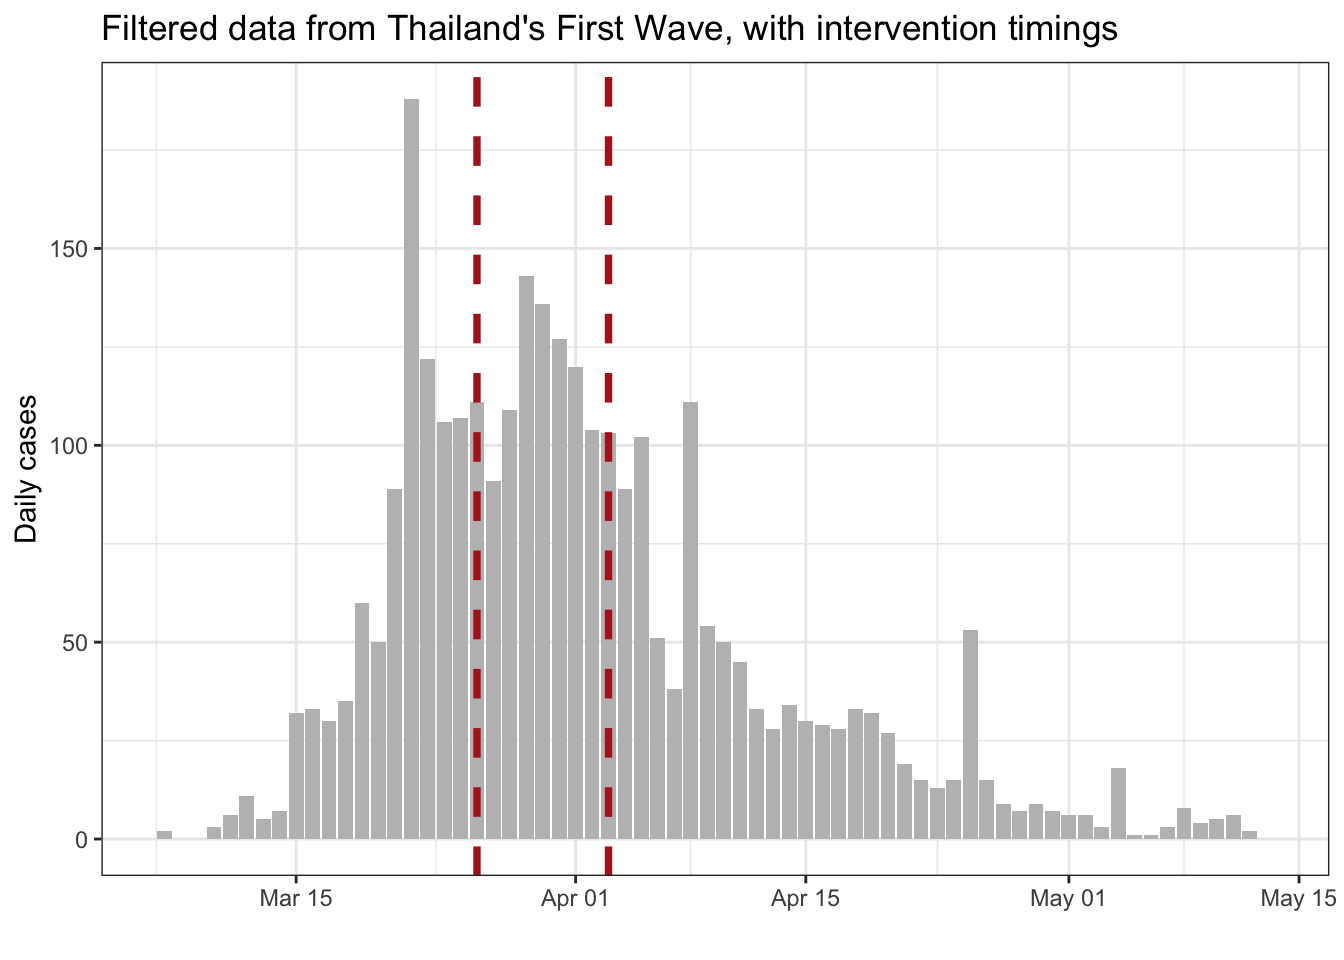 Filtered data from Thailand's First Wave, with intervention timings
Daily cases
150
100
50
0
Mar 15
Apr 01
Apr 15
May 01
May 15